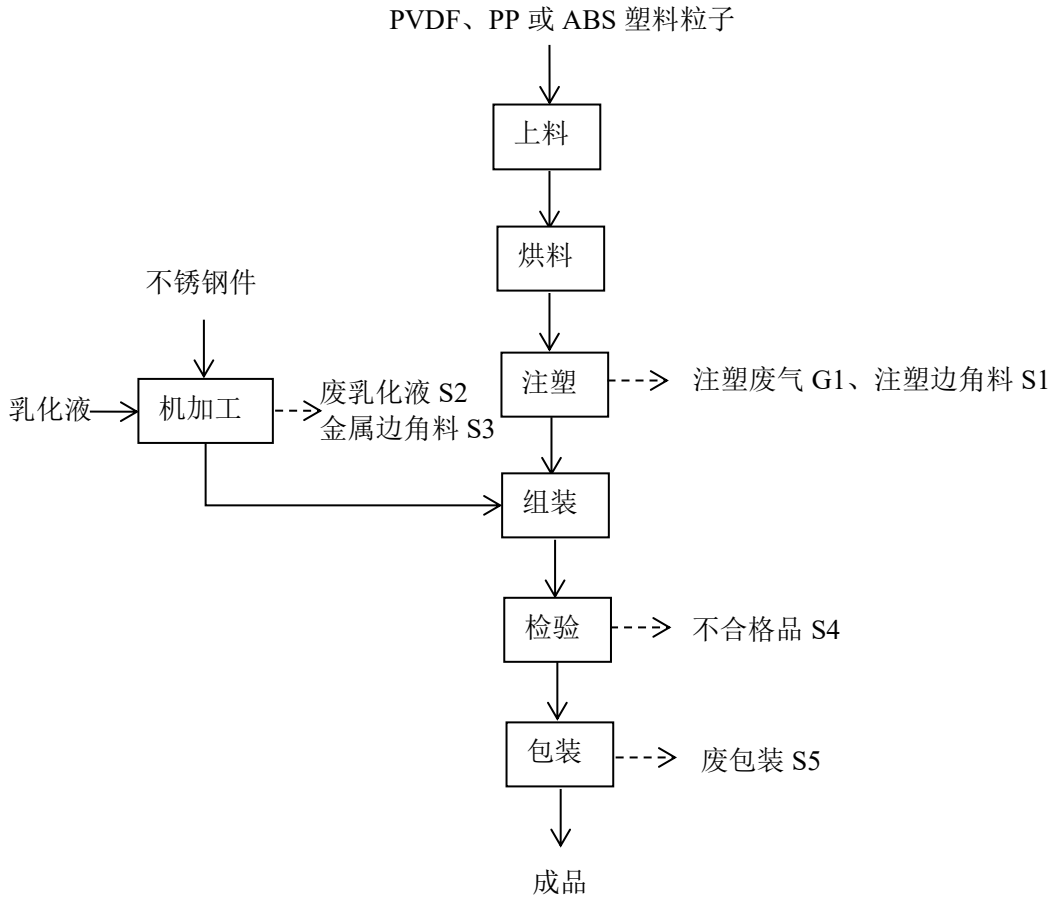 PVDF、PP 或 ABS 塑料粒子
上料
烘料
不锈钢件
注塑
注塑废气 G1、注塑边角料 S1
乳化液
机加工
废乳化液 S2
金属边角料 S3
组装
检验
不合格品 S4
包装
废包装 S5
成品